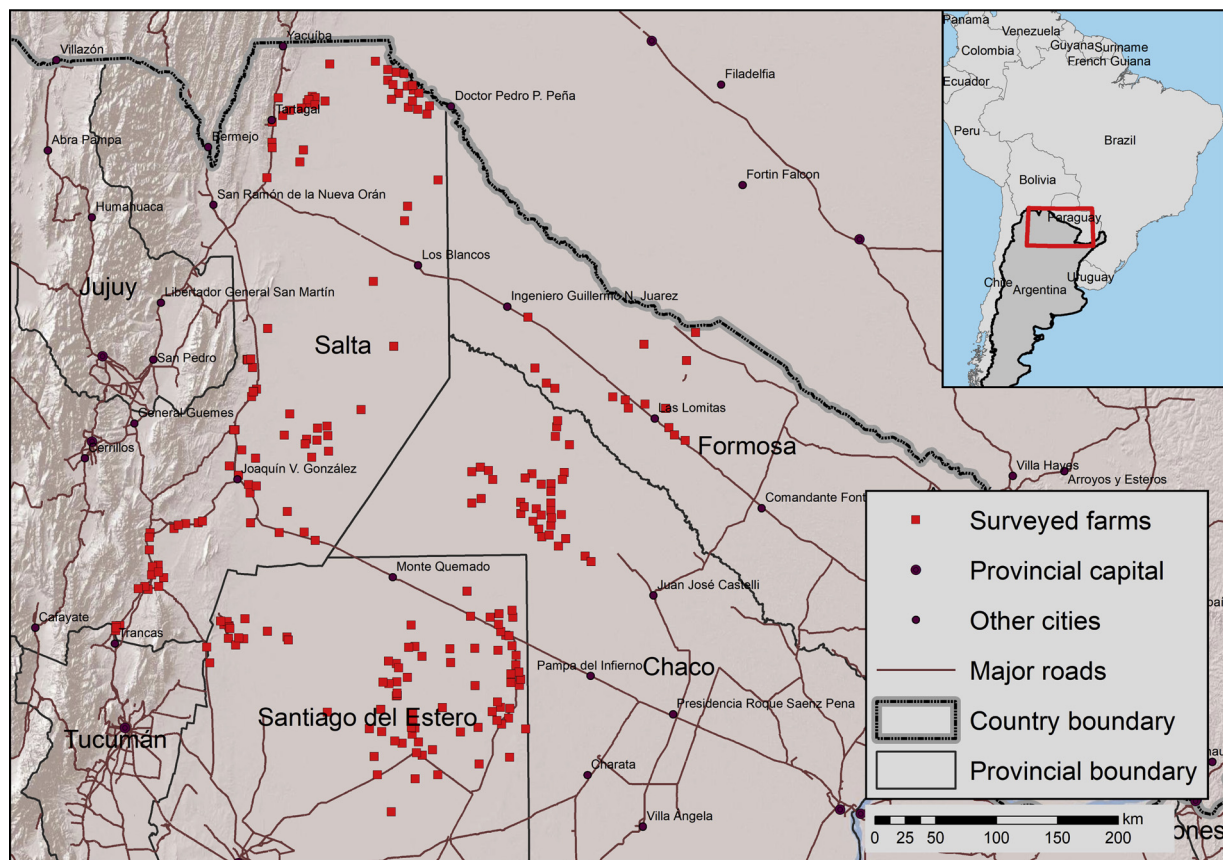 Villazón
Yacuíba
Filadelfia
Doctor Pedro P. Peña
Tartagal
Abra Pampa
Bermejo
Fortin Falcon
San Ramón de la Nueva Orán
Humahuaca
Los Blancos
Jujuy
Libertador General San Martín
Ingeniero Guillermo N. Juarez
Salta
San Pedro
General Guemes
Las Lomitas
Formosa
Cerrillos
Joaquín V. González
Villa Hayes
Arroyos y Esteros
Comandante Font
Monte Quemado
Juan José Castelli
Cafayate
Trancas
Pampa del Infierno
Chaco
Santiago del Estero
Presidencia Roque Saenz Pena
Tucumán
Charata
Villa Angela
Panama
Venezuela
Guyana
Suriname
French Guiana
Colombia
Ecuador
Peru
Brazil
Bolivia
Paraguay
Chile
Argentina
Uruguay
Surveyed farms
Provincial capital
Other cities
Major roads
Country boundary
Provincial boundary
km
0 25 50 100 150 200
ones